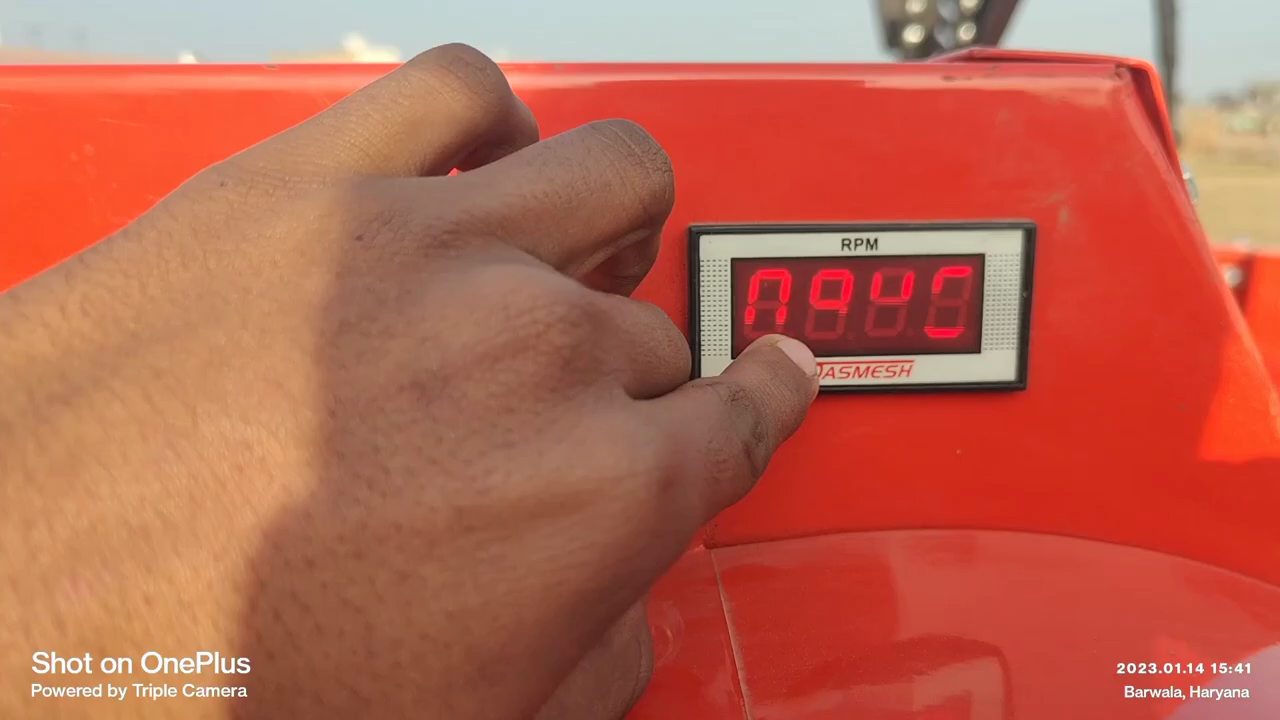 RPM
DASMESH
Shot on OnePlus
Powered by Triple Camera
2023.01.14 15:41
Barwala, Haryana